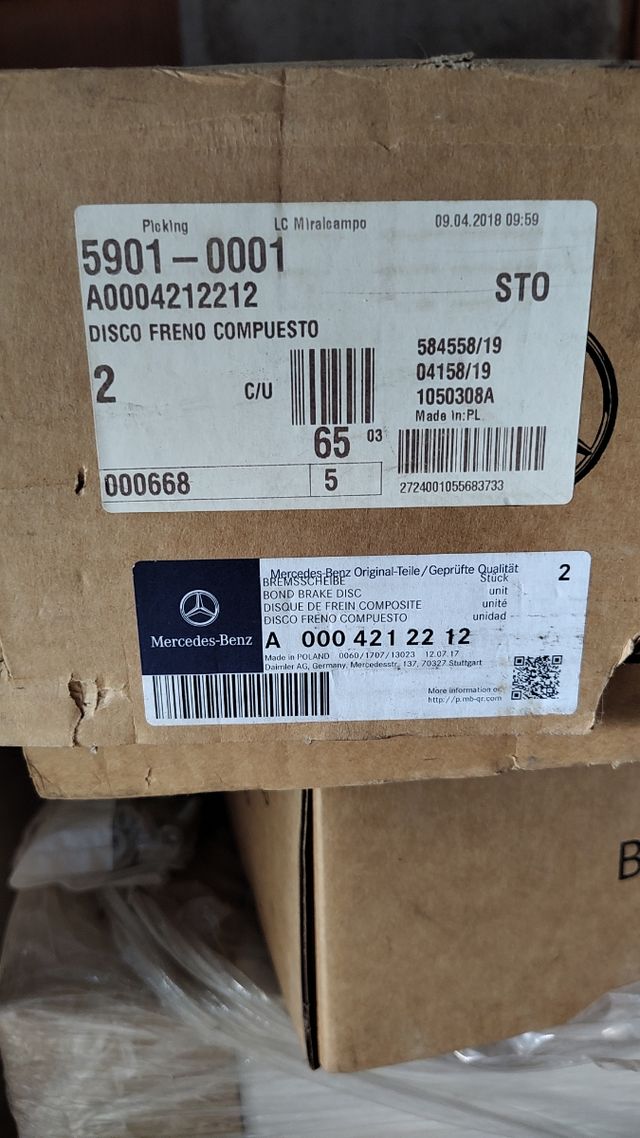 Picking LC Miralcampo 09.04.2018 09:59
5901-0001
A0004212212 STO
DISCO FRENO COMPUESTO
584558/19
2 C/U 04158/19
1050308A
Made in:PL
65 03
000668 5
2724001055683733
Mercedes-Benz Original-Teile/Geprüfte Qualität 2
BREMSSCHEIBE Stück
BOND BRAKE DISC unit
DISQUE DE FREIN COMPOSITE unité
DISCO FRENO COMPUESTO unidad
Mercedes-Benz
A 000 421 22 12
Made in POLAND 0060/1707/13023 12.07.17
Daimler AG, Germany, Mercedesstr. 137, 70327 Stuttgart
More information on:
http://p.mb-qr.com
B